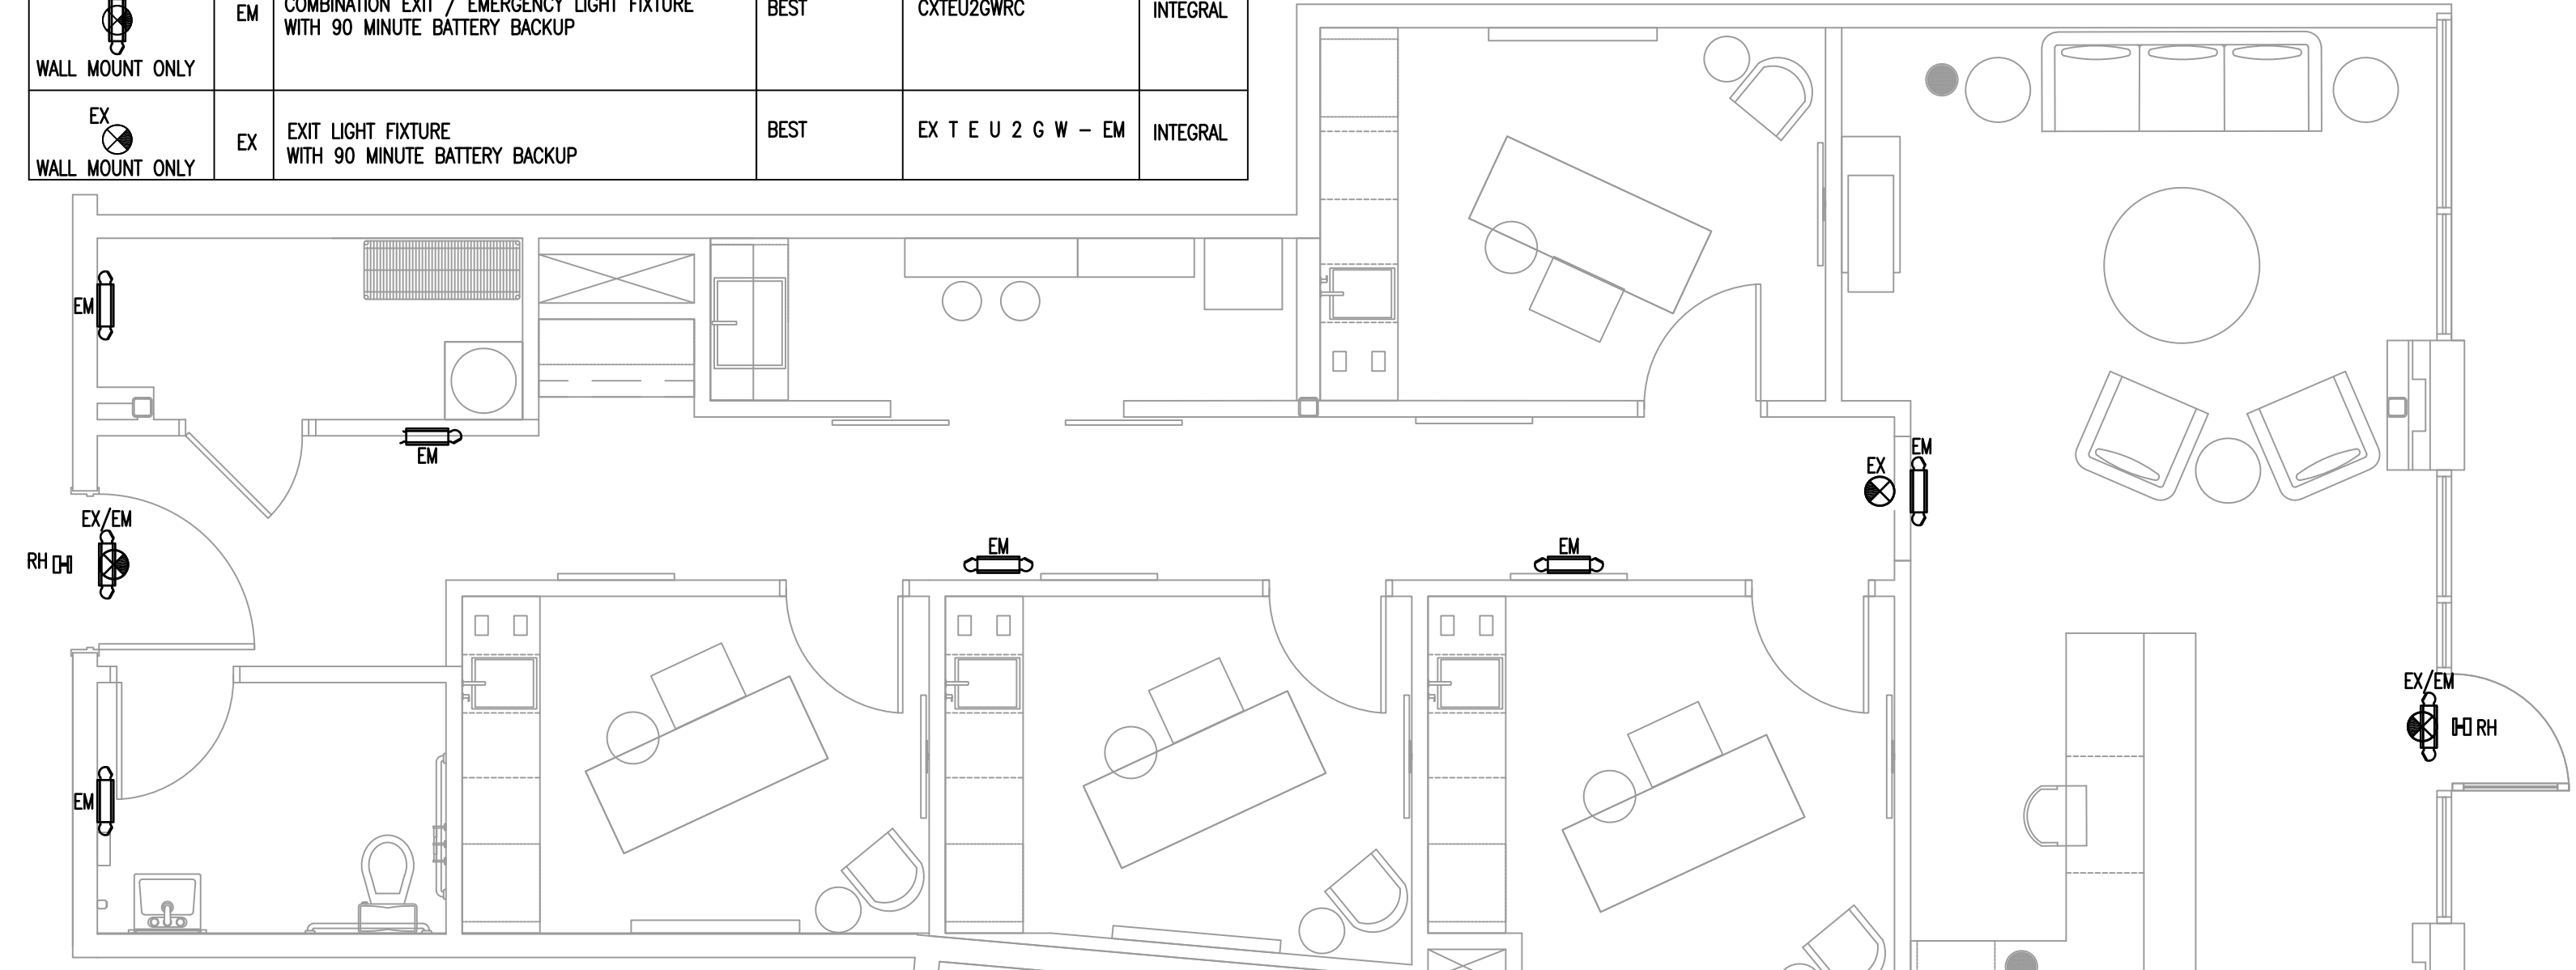 EM
COMBINATION EXIT / EMERGENCY LIGHT FIXTURE
WITH 90 MINUTE BATTERY BACKUP
BEST
CXTEU2GWRC
INTEGRAL
WALL MOUNT ONLY
EX
WALL MOUNT ONLY
EX
EXIT LIGHT FIXTURE
WITH 90 MINUTE BATTERY BACKUP
BEST
EX T E U 2 G W - EM
INTEGRAL
EM
EM
EM
EX
EX/EM
RH
EM
EM
EX/EM
RH
EM